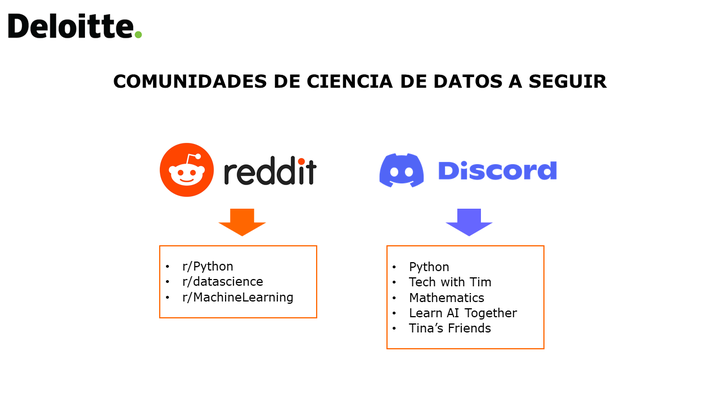 Deloitte.
COMUNIDADES DE CIENCIA DE DATOS A SEGUIR
reddit
Discord
• r/Python
• r/datascience
• r/MachineLearning
• Python
• Tech with Tim
• Mathematics
• Learn AI Together
• Tina’s Friends